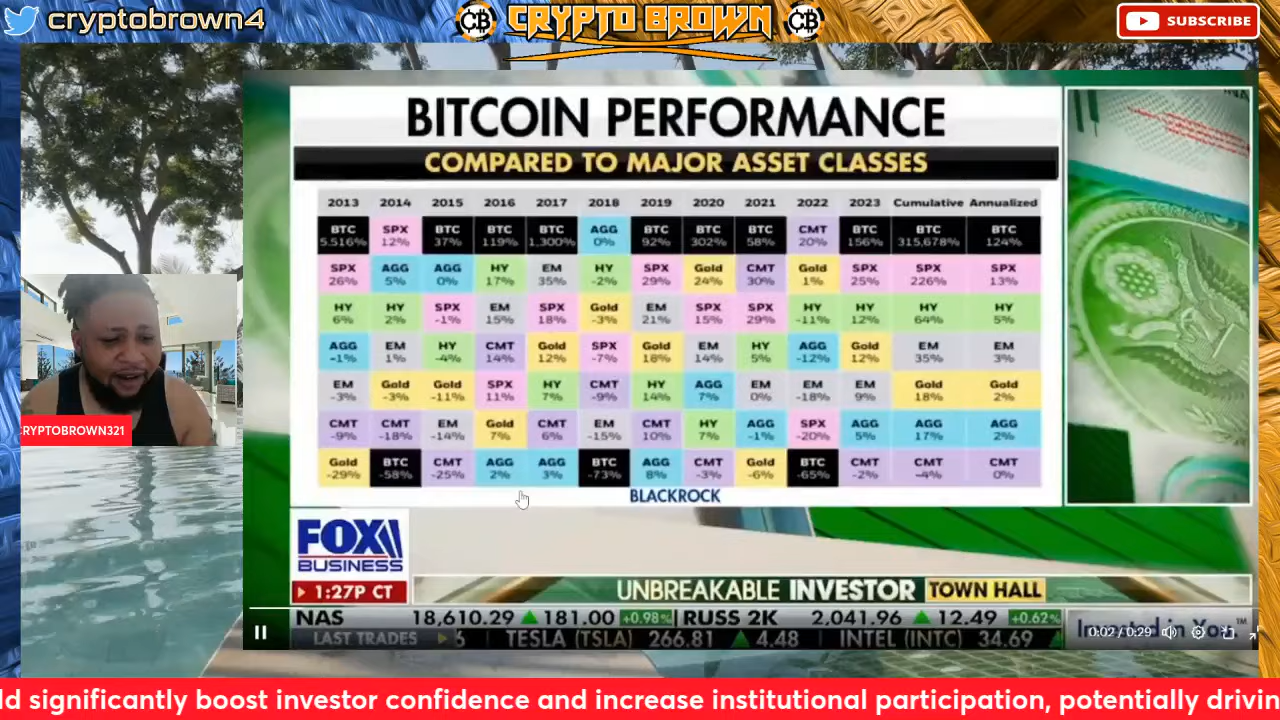 cryptobrown4
CB CRYPTO BROWN CB
SUBSCRIBE
BITCOIN PERFORMANCE
COMPARED TO MAJOR ASSET CLASSES
2013 2014 2015 2016 2017 2018 2019 2020 2021 2022 2023 Cumulative Annualized
BTC SPX BTC BTC BTC AGG BTC BTC BTC CMT BTC BTC BTC
5,516% 12% 37% 119% 1,300% 0% 92% 302% 58% 20% 156% 315,678% 124%
SPX AGG AGG HY EM HY SPX Gold CMT Gold SPX SPX SPX
26% 5% 0% 17% 35% -2% 29% 24% 30% 1% 25% 226% 13%
HY HY SPX EM SPX Gold EM SPX SPX HY HY HY HY
6% 2% -1% 15% 18% -3% 21% 15% 29% -11% 12% 64% 5%
AGG EM HY CMT Gold SPX Gold EM HY AGG Gold EM EM
-1% 1% -4% 14% 12% -7% 18% 14% 5% -12% 12% 35% 3%
EM Gold Gold SPX HY CMT HY AGG EM EM EM Gold Gold
-3% -3% -11% 11% 7% -9% 14% 7% 0% -18% 9% 18% 2%
CMT CMT EM Gold CMT EM CMT HY AGG SPX AGG AGG AGG
-9% -18% -14% 7% 6% -15% 10% 7% -1% -20% 5% 17% 2%
Gold BTC CMT AGG AGG BTC AGG CMT Gold BTC CMT CMT CMT
-29% -58% -25% 2% 3% -73% 8% -3% -6% -65% -2% -4% 0%
BLACKROCK
CRYPTOBROWN321
FOX
BUSINESS
1:27P CT
UNBREAKABLE INVESTOR TOWN HALL
NAS 18,610.29 181.00 +0.98% RUSS 2K 2,041.96 12.49 +0.62%
Invested in You
LAST TRADES 6 TESLA (TSLA) 266.81 4.48 INTEL (INTC) 34.69
0:02 / 0:29
ld significantly boost investor confidence and increase institutional participation, potentially drivin